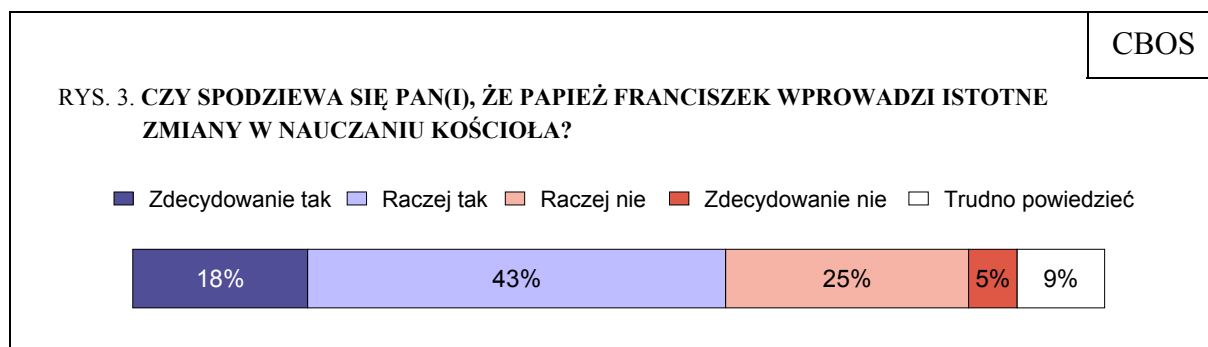 CBOS
RYS. 3. CZY SPODZIEWA SIĘ PAN(I), ŻE PAPIEŻ FRANCISZEK WPROWADZI ISTOTNE
ZMIANY W NAUCZANIU KOŚCIOŁA?
Zdecydowanie tak Raczej tak Raczej nie Zdecydowanie nie Trudno powiedzieć
18% 43% 25% 5% 9%